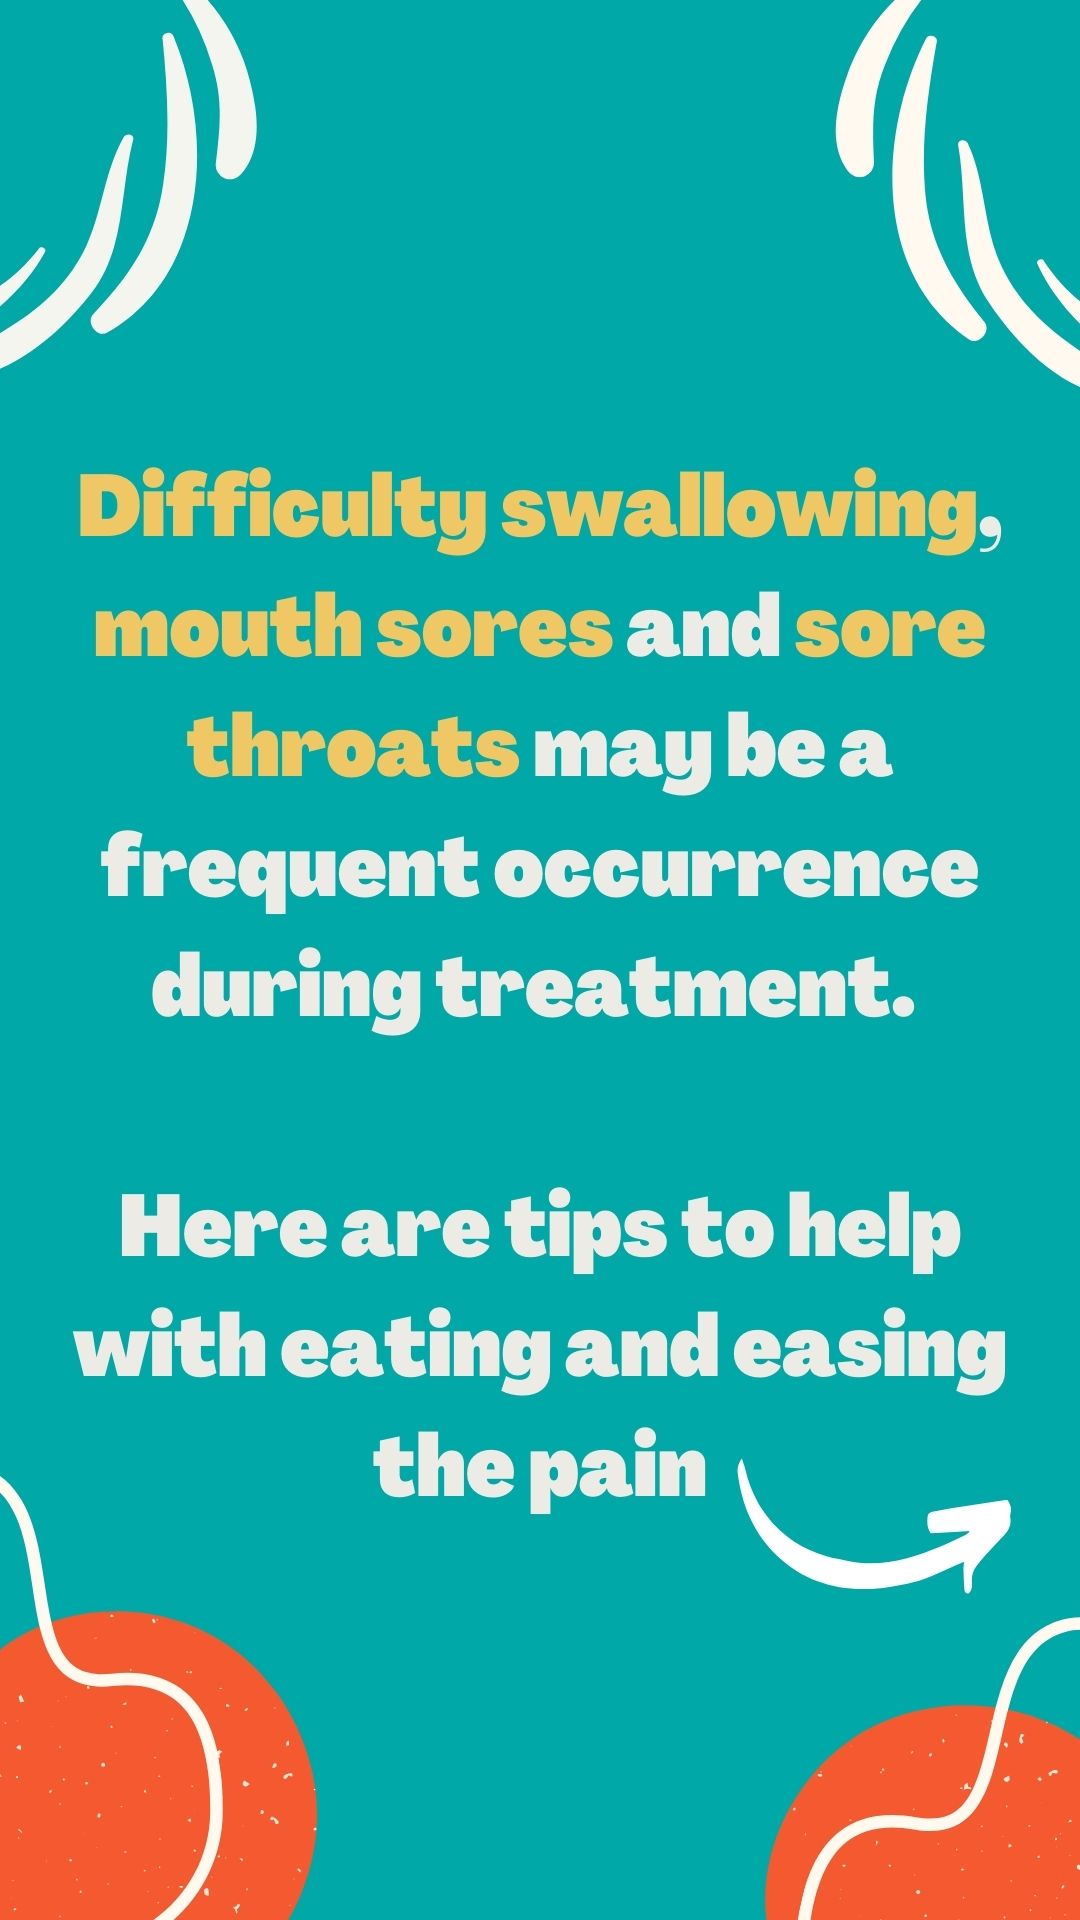 Difficulty swallowing,
mouth sores and sore
throats may be a
frequent occurrence
during treatment.
Here are tips to help
with eating and easing
the pain